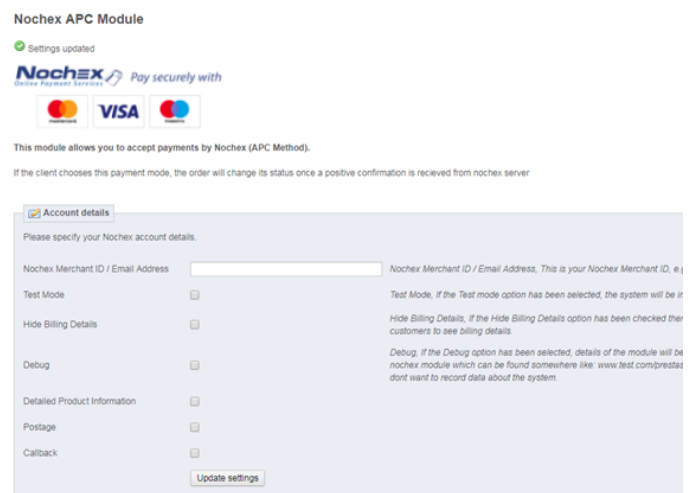 Nochex APC Module
Settings updated
Nochex Pay securely with
Online Payment Services
mastercard VISA maestro
This module allows you to accept payments by Nochex (APC Method).
If the client chooses this payment mode, the order will change its status once a positive confirmation is recieved from nochex server
Account details
Please specify your Nochex account details.
Nochex Merchant ID / Email Address Nochex Merchant ID / Email Address, This is your Nochex Merchant ID, e.g
Test Mode Test Mode, If the Test mode option has been selected, the system will be in
Hide Billing Details Hide Billing Details, If the Hide Billing Details option has been checked then
customers to see billing details.
Debug, If the Debug option has been selected, details of the module will be
Debug nochex module which can be found somewhere like: www.test.com/prestas
dont want to record data about the system.
Detailed Product Information
Postage
Callback
Update settings